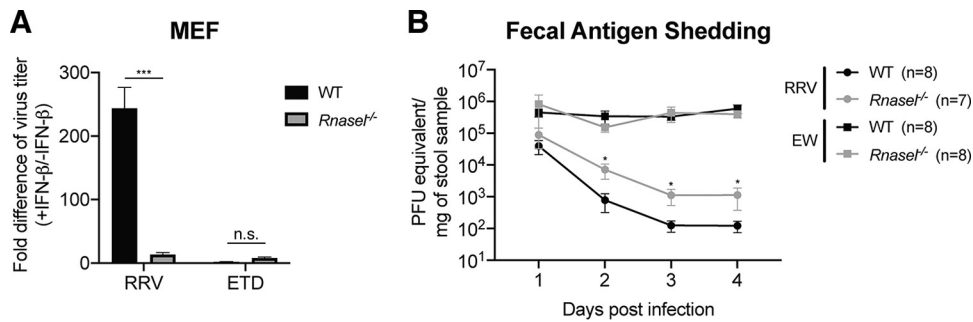 A
MEF
Fold difference of virus titer
(+IFN-β/-IFN-β)
300
200
100
0
***
n.s.
RRV
ETD
WT
Rnasel-/-
B
Fecal Antigen Shedding
PFU equivalent/
mg of stool sample
10⁷
10⁶
10⁵
10⁴
10³
10²
10¹
*
*
*
1
2
3
4
Days post infection
RRV
WT (n=8)
Rnasel-/- (n=7)
EW
WT (n=8)
Rnasel-/- (n=8)